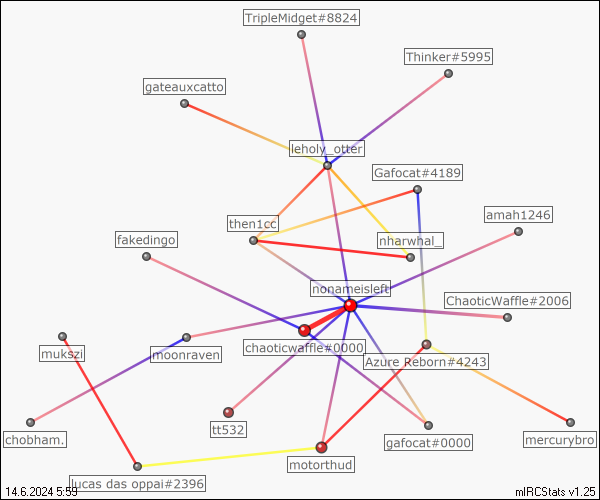 TripleMidget#8824
Thinker#5995
gateauxcatto
leholy_otter
Gafocat#4189
amah1246
then1cc
fakedingo
nharwhal_
nonameisleft
ChaoticWaffle#2006
chaoticwaffle#0000
mukszi
moonraven
Azure Reborn#4243
tt532
chobham.
gafocat#0000
mercurybro
motorthud
lucas das oppai#2396
14.6.2024 5:59
mIRCStats v1.25